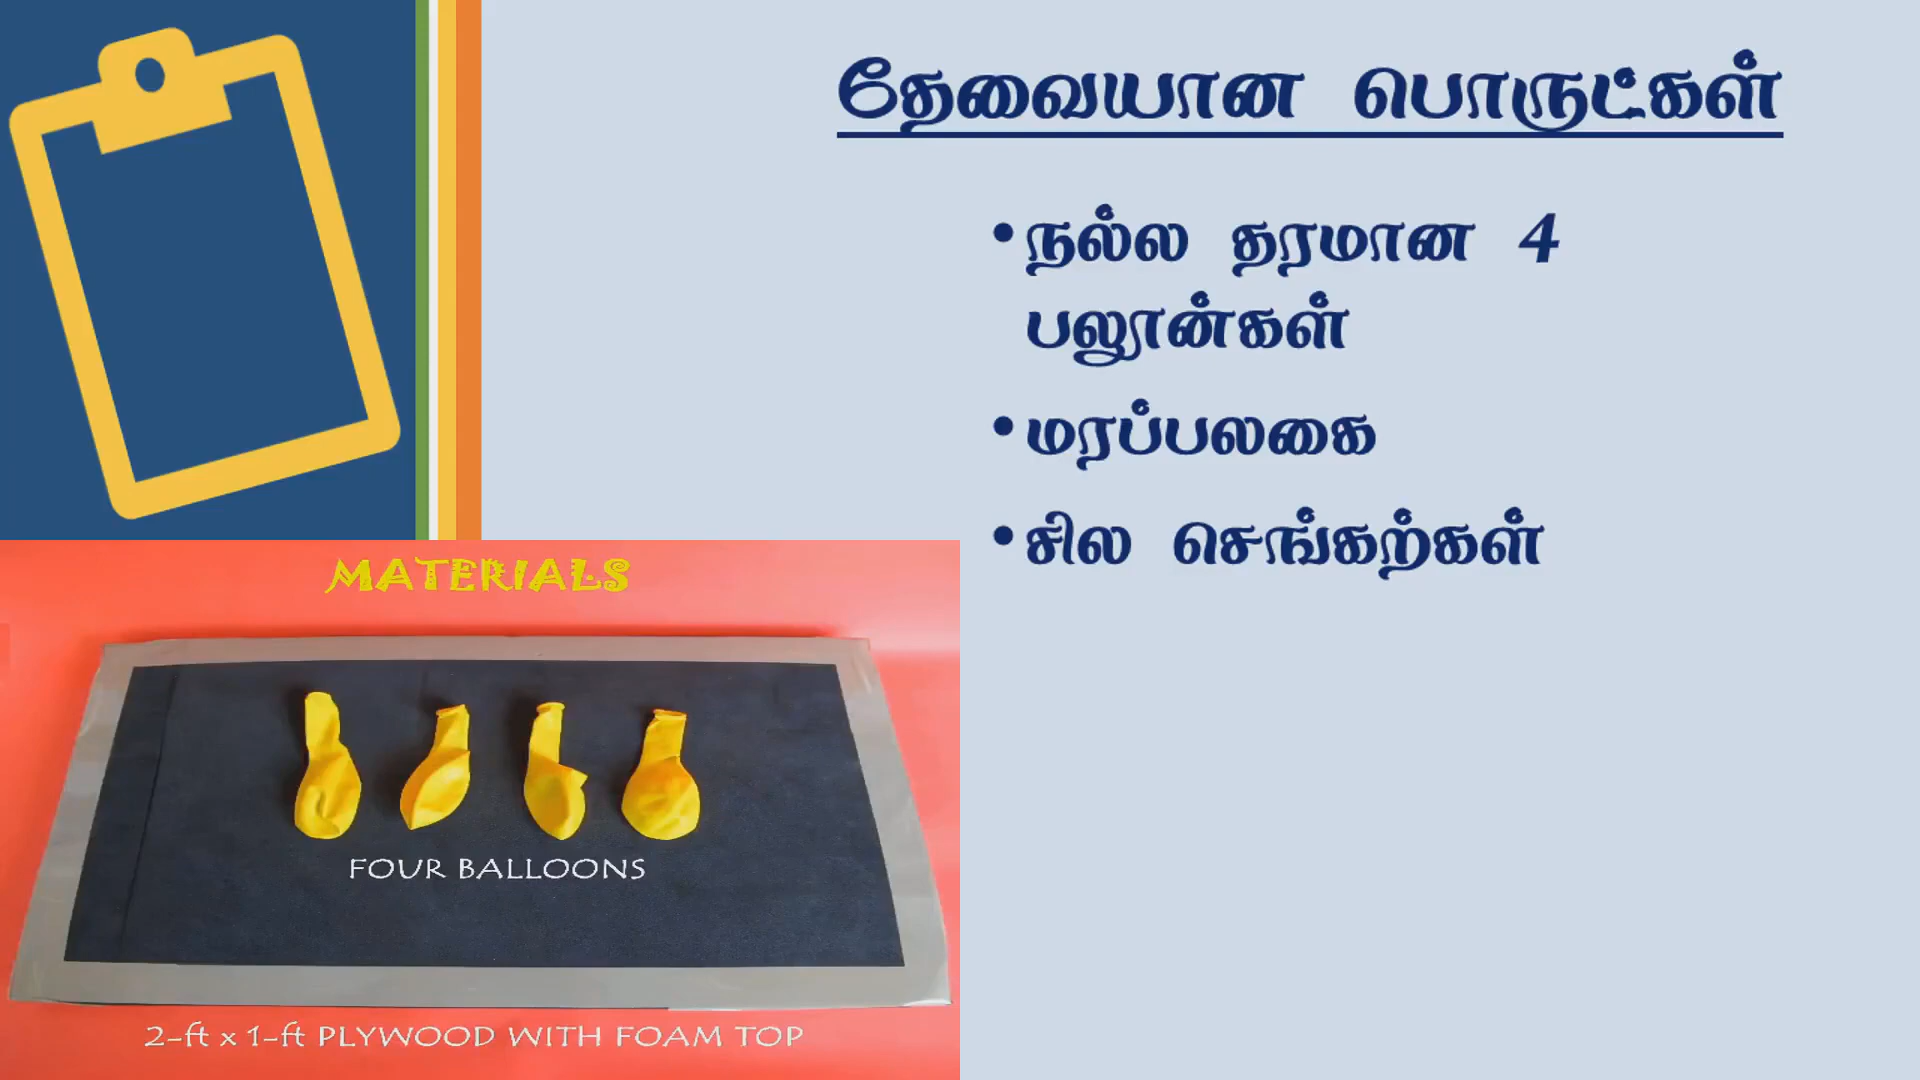 தேவையான பொருட்கள்
•நல்ல தரமான 4
பலூன்கள்
•மரப்பலகை
•சில செங்கற்கள்
MATERIALS
FOUR BALLOONS
2-ft x 1-ft PLYWOOD WITH FOAM TOP